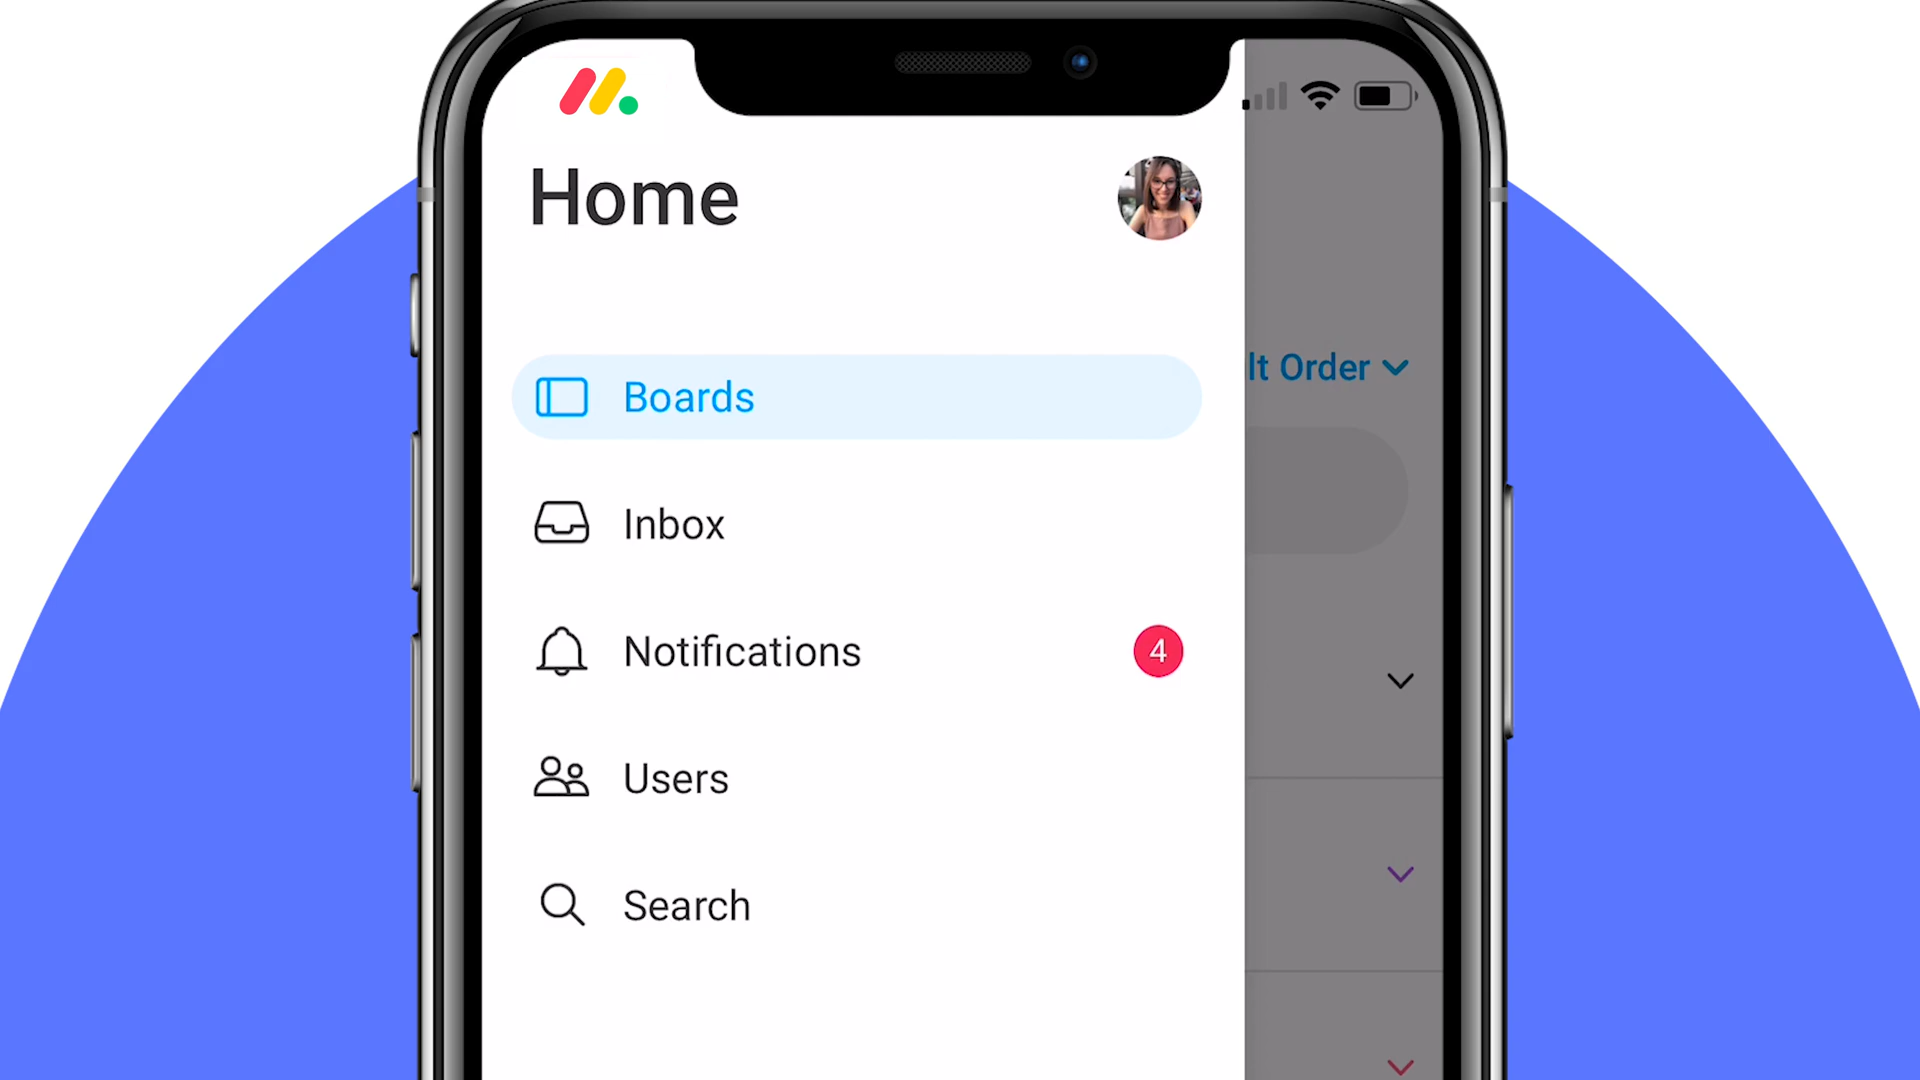 Home
lt Order
Boards
Inbox
Notifications
4
Users
Search